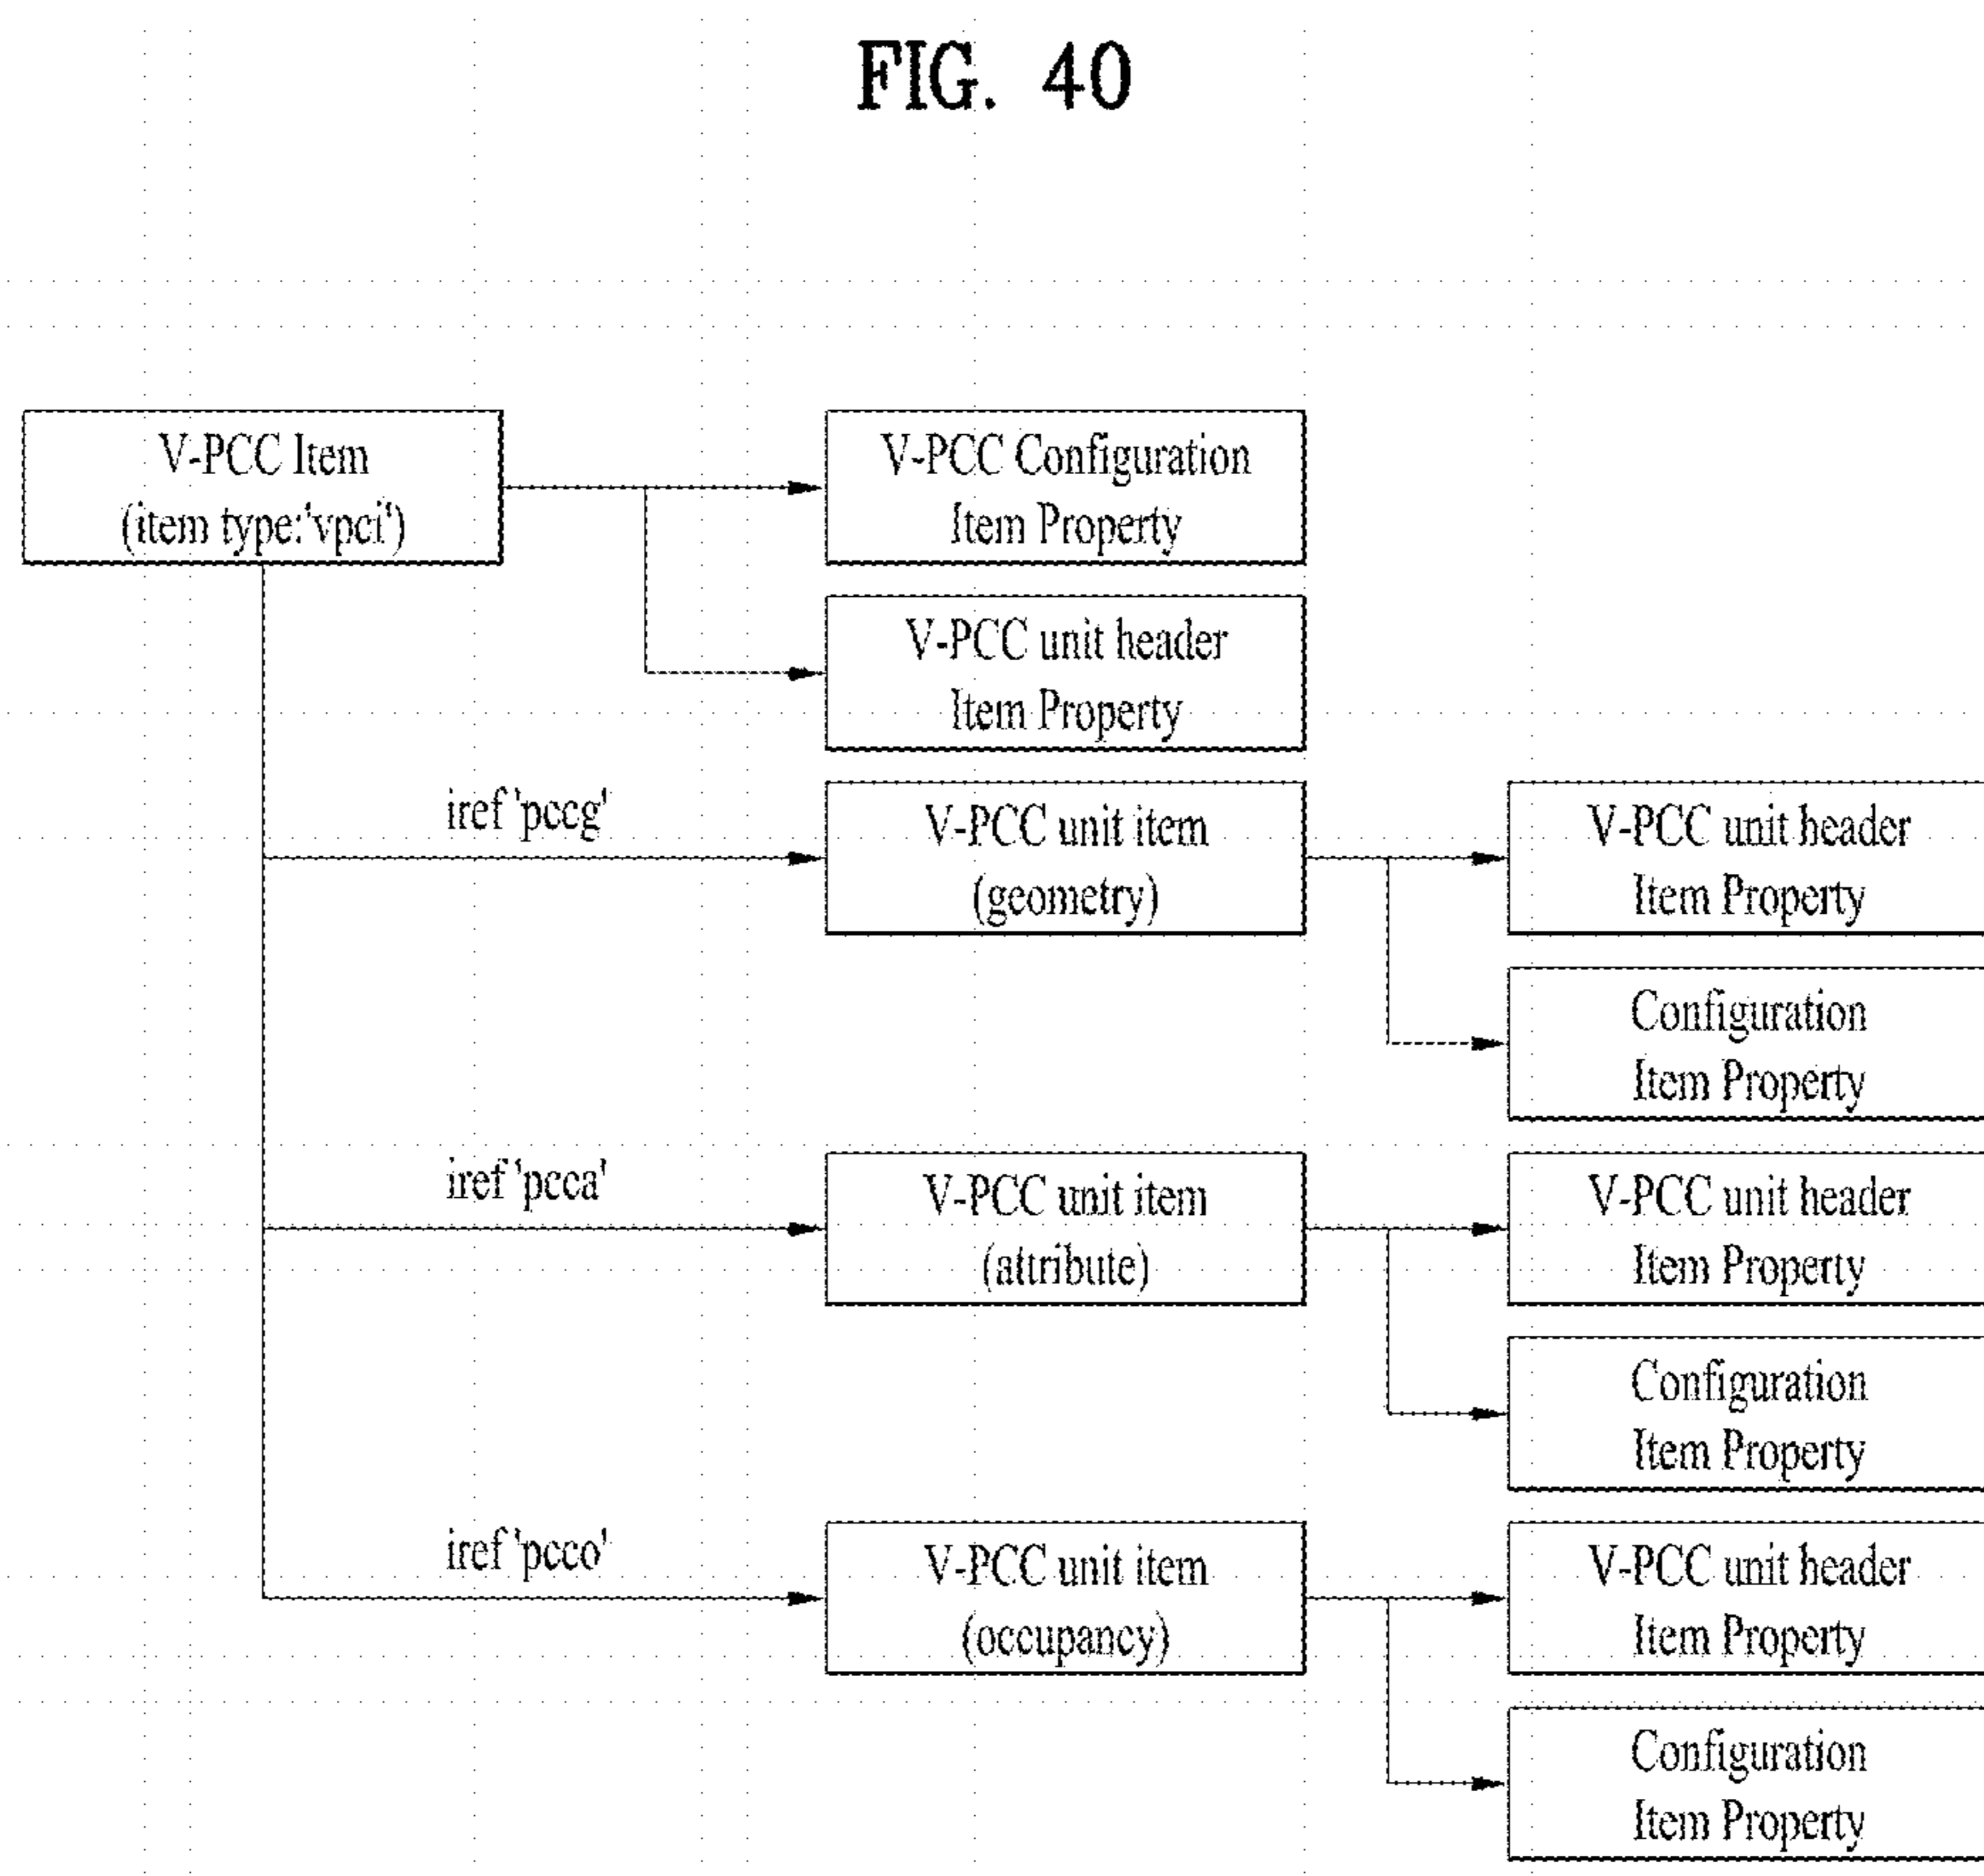 FIG. 40
V-PCC Item
(item type:'vpci')
V-PCC Configuration
Item Property
V-PCC unit header
Item Property
iref 'pccg'
V-PCC unit item
(geometry)
V-PCC unit header
Item Property
Configuration
Item Property
iref 'pcca'
V-PCC unit item
(attribute)
V-PCC unit header
Item Property
Configuration
Item Property
iref 'pcco'
V-PCC unit item
(occupancy)
V-PCC unit header
Item Property
Configuration
Item Property